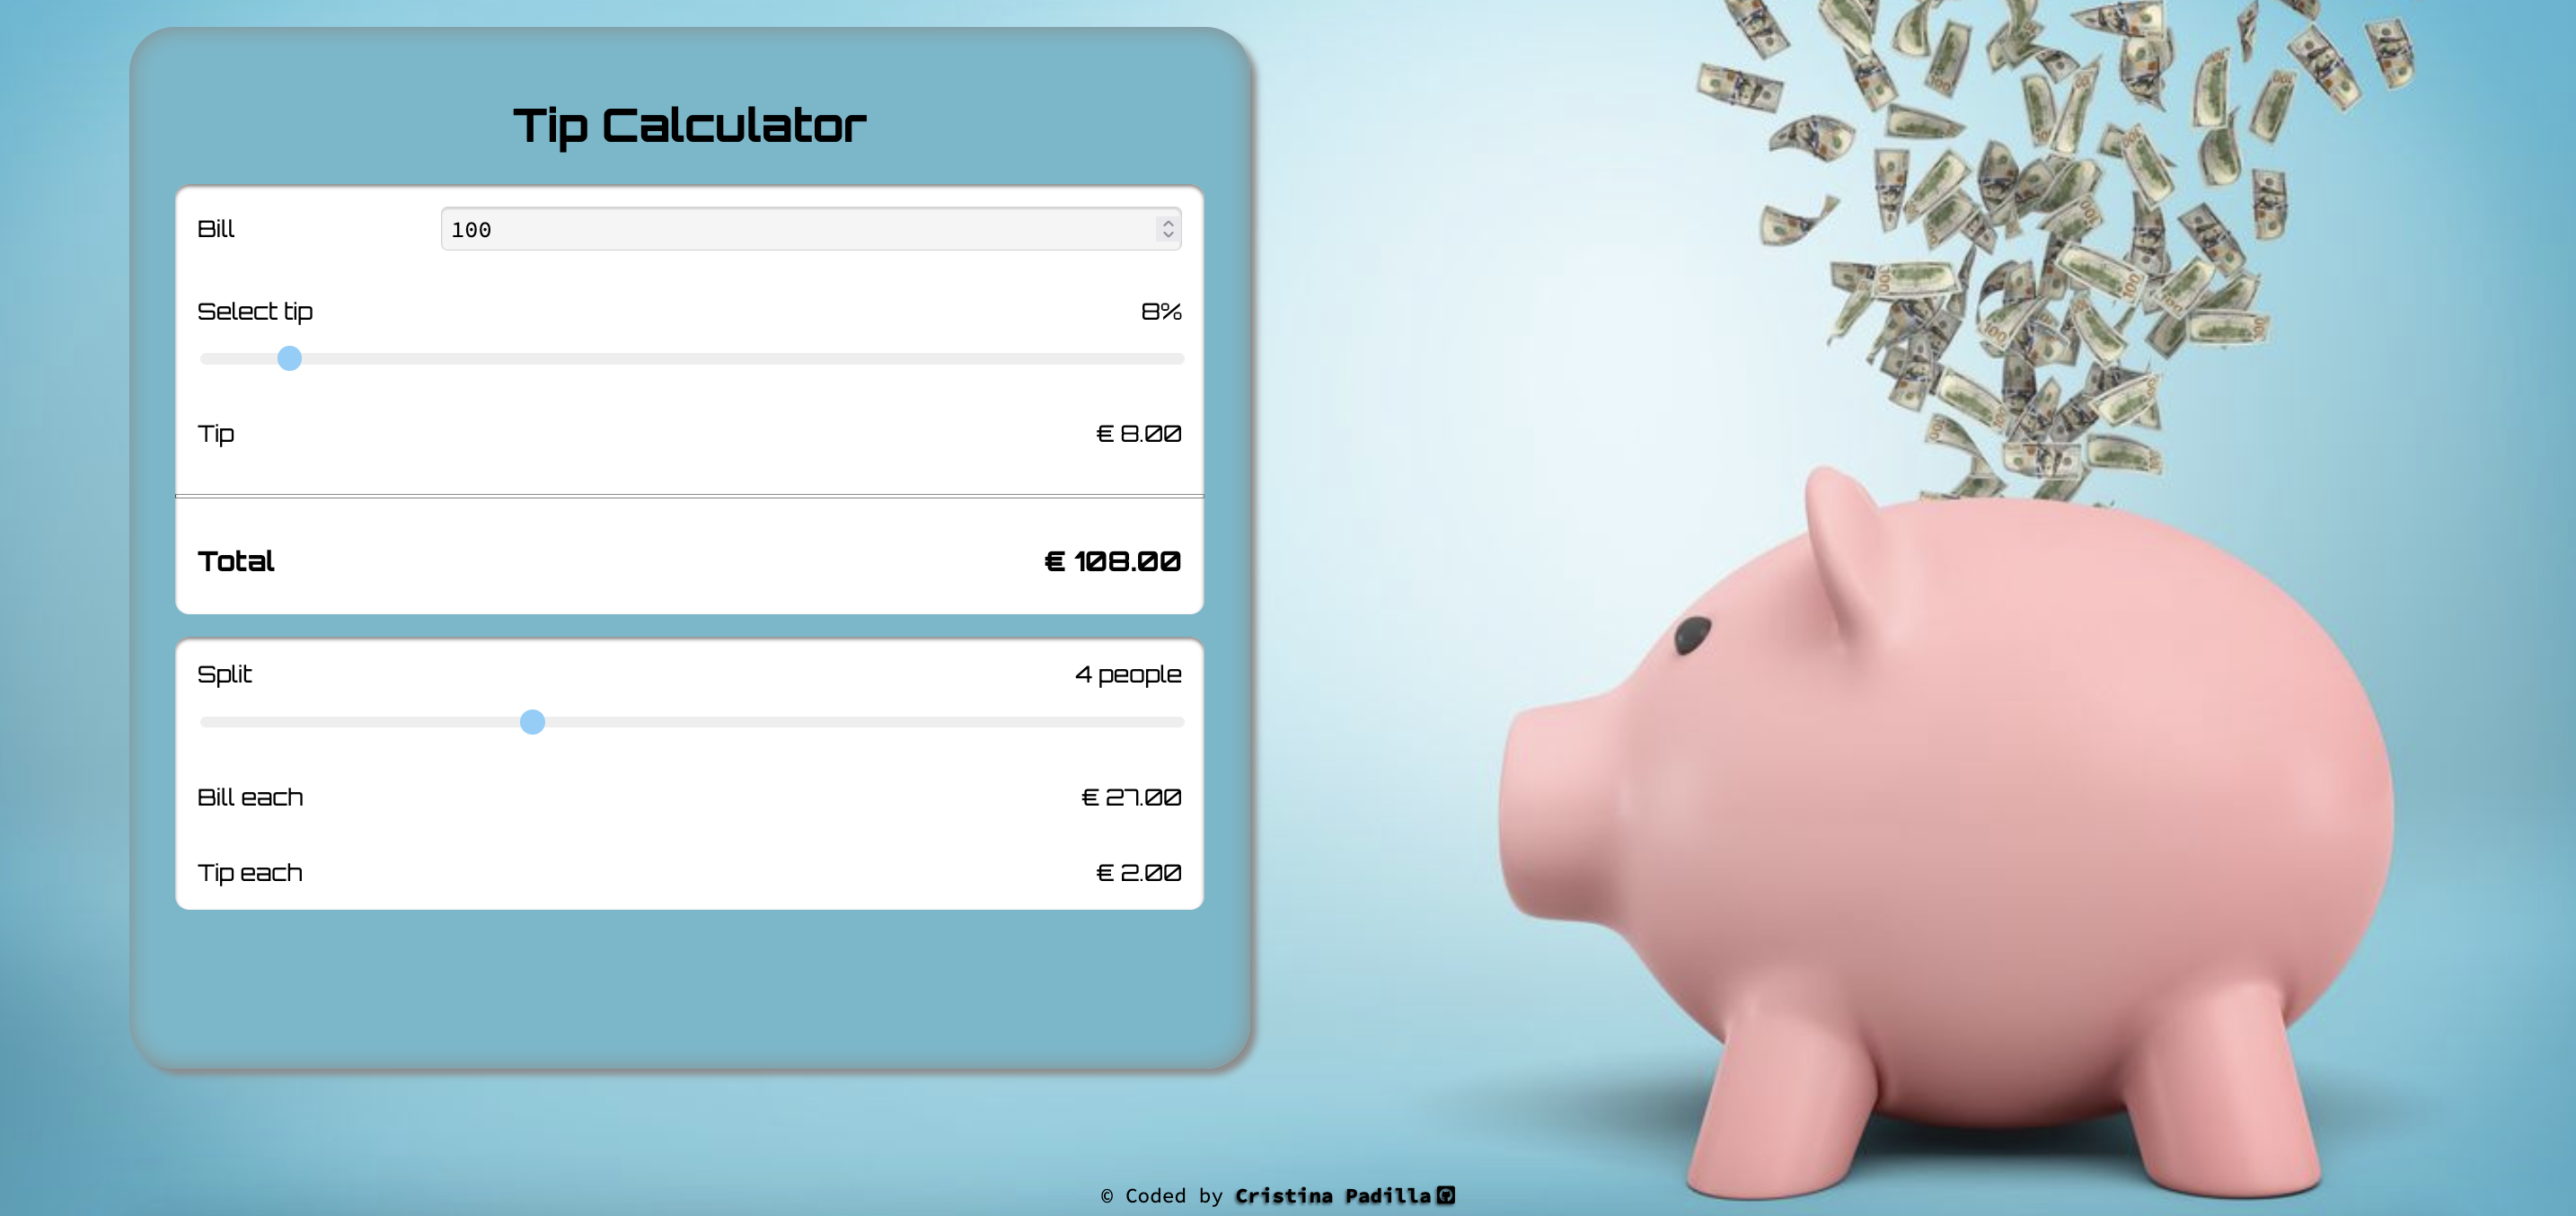 Tip Calculator
Bill 100
Select tip 8%
Tip € 8.00
Total € 108.00
Split 4 people
Bill each € 27.00
Tip each € 2.00
© Coded by Cristina Padilla